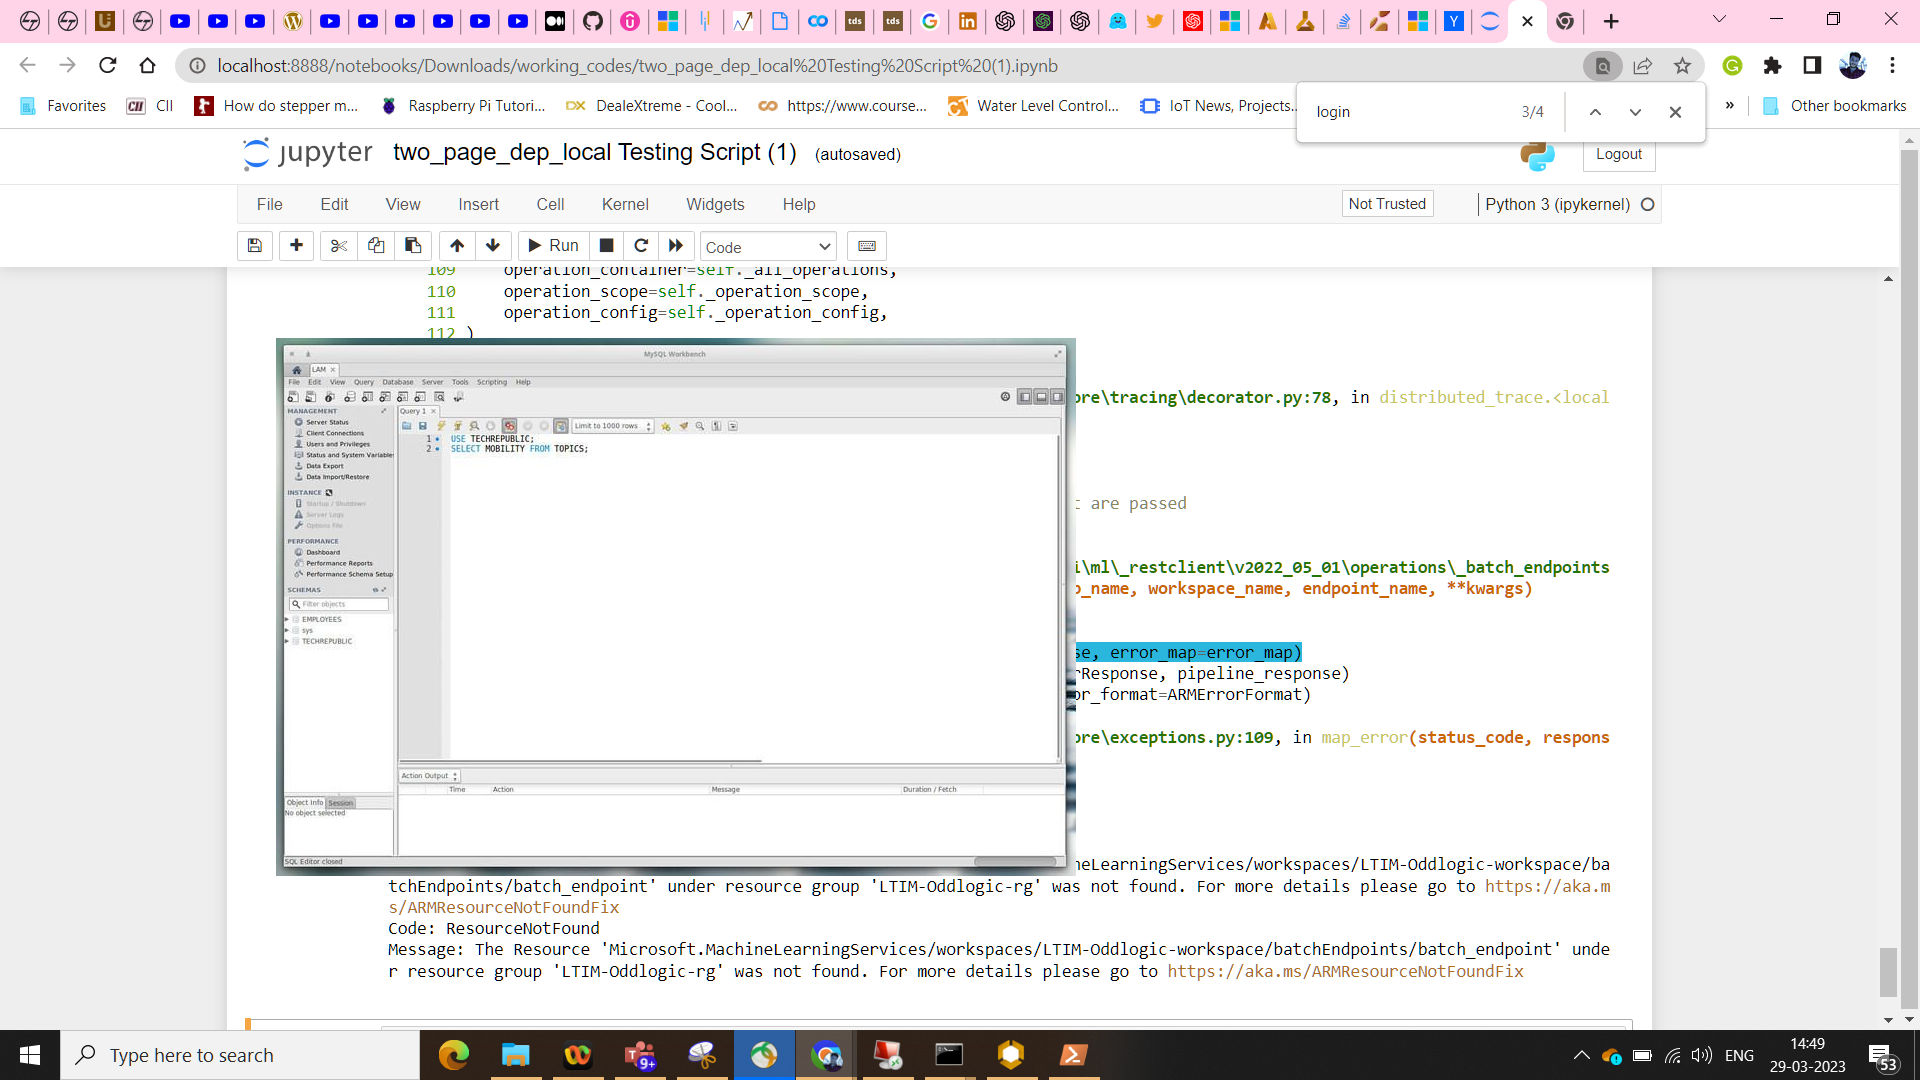 localhost:8888/notebooks/Downloads/working_codes/two_page_dep_local%20Testing%20Script%20(1).ipynb
Favorites
CII
How do stepper m...
Raspberry Pi Tutori...
DealeXtreme - Cool...
https://www.course...
Water Level Control...
IoT News, Projects...
»
Other bookmarks
login
3/4
jupyter
two_page_dep_local Testing Script (1)
(autosaved)
Logout
File Edit View Insert Cell Kernel Widgets Help
Not Trusted
Python 3 (ipykernel)
Run
Code
109 operation_container=self._all_operations,
110 operation_scope=self._operation_scope,
111 operation_config=self._operation_config,
112 )
MySQL Workbench
LAM
File Edit View Query Database Server Tools Scripting Help
MANAGEMENT
Server Status
Client Connections
Users and Privileges
Status and System Variable
Data Export
Data Import/Restore
INSTANCE
Startup / Shutdown
Server Logs
Options File
PERFORMANCE
Dashboard
Performance Reports
Performance Schema Setup
SCHEMAS
Filter objects
EMPLOYEES
sys
TECHREPUBLIC
Object Info Session
No object selected
SQL Editor closed
Query 1
Limit to 1000 rows
1 USE TECHREPUBLIC;
2 SELECT MOBILITY FROM TOPICS;
Action Output
Time Action Message Duration / Fetch
ore\tracing\decorator.py:78, in distributed_trace.<local
t are passed
i\ml\_restclient\v2022_05_01\operations\_batch_endpoints
p_name, workspace_name, endpoint_name, **kwargs)
se, error_map=error_map)
rResponse, pipeline_response)
or_format=ARMErrorFormat)
ore\exceptions.py:109, in map_error(status_code, respons
neLearningServices/workspaces/LTIM-Oddlogic-workspace/ba
tchEndpoints/batch_endpoint' under resource group 'LTIM-Oddlogic-rg' was not found. For more details please go to https://aka.m
s/ARMResourceNotFoundFix
Code: ResourceNotFound
Message: The Resource 'Microsoft.MachineLearningServices/workspaces/LTIM-Oddlogic-workspace/batchEndpoints/batch_endpoint' unde
r resource group 'LTIM-Oddlogic-rg' was not found. For more details please go to https://aka.ms/ARMResourceNotFoundFix
Type here to search
9+
ENG
14:49
29-03-2023
53